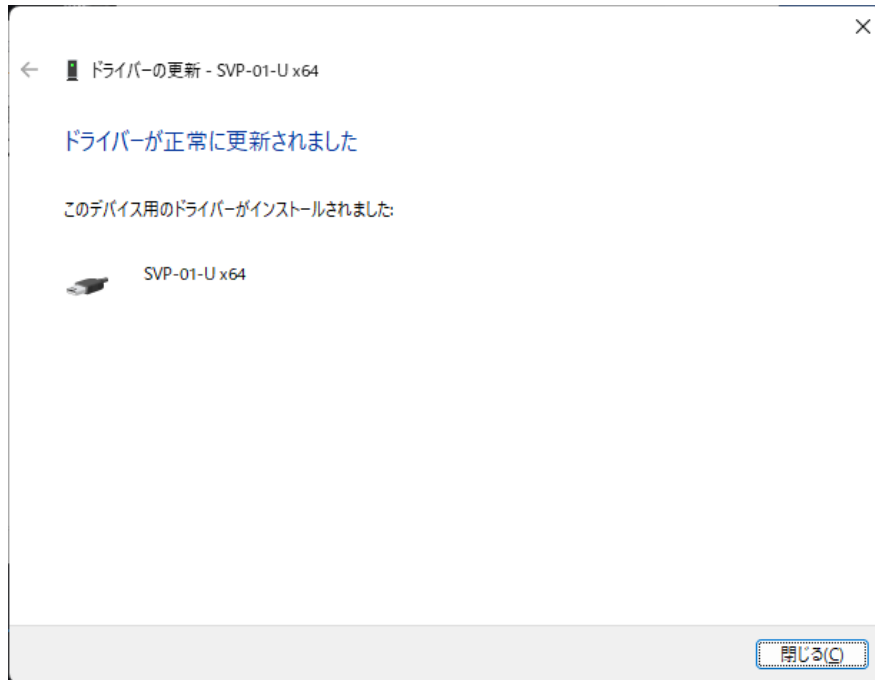 ドライバーの更新 - SVP-01-U x64
ドライバーが正常に更新されました
このデバイス用のドライバーがインストールされました:
SVP-01-U x64
閉じる(C)